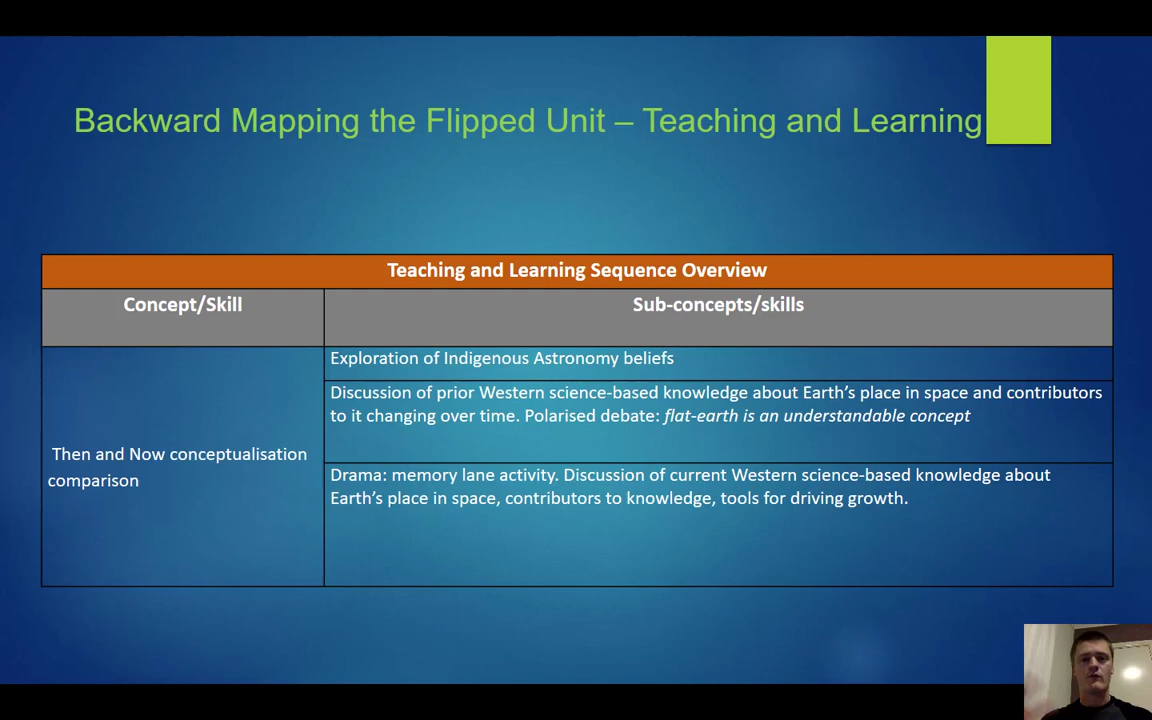 Backward Mapping the Flipped Unit – Teaching and Learning
Teaching and Learning Sequence Overview
Concept/Skill
Sub-concepts/skills
Then and Now conceptualisation
comparison
Exploration of Indigenous Astronomy beliefs
Discussion of prior Western science-based knowledge about Earth’s place in space and contributors
to it changing over time. Polarised debate: flat-earth is an understandable concept
Drama: memory lane activity. Discussion of current Western science-based knowledge about
Earth’s place in space, contributors to knowledge, tools for driving growth.